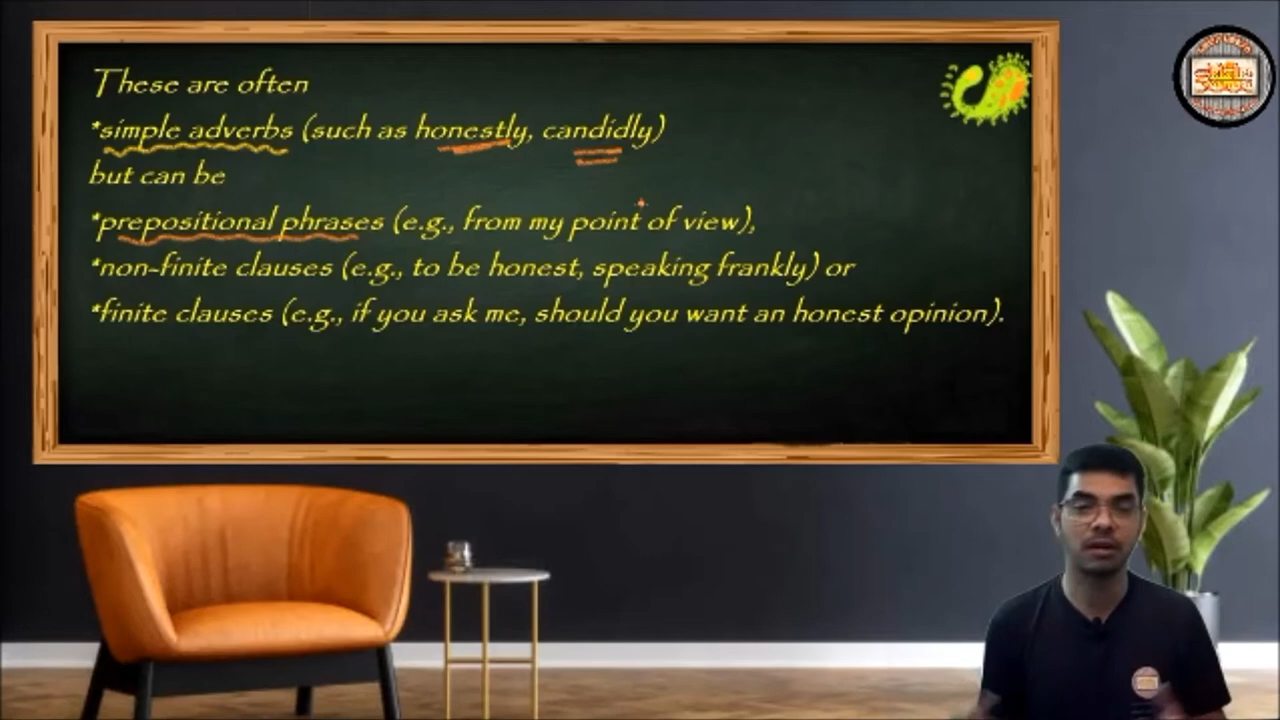 These are often
*simple adverbs (such as honestly, candidly)
but can be
*prepositional phrases (e.g., from my point of view),
*non-finite clauses (e.g., to be honest, speaking frankly) or
*finite clauses (e.g., if you ask me, should you want an honest opinion).